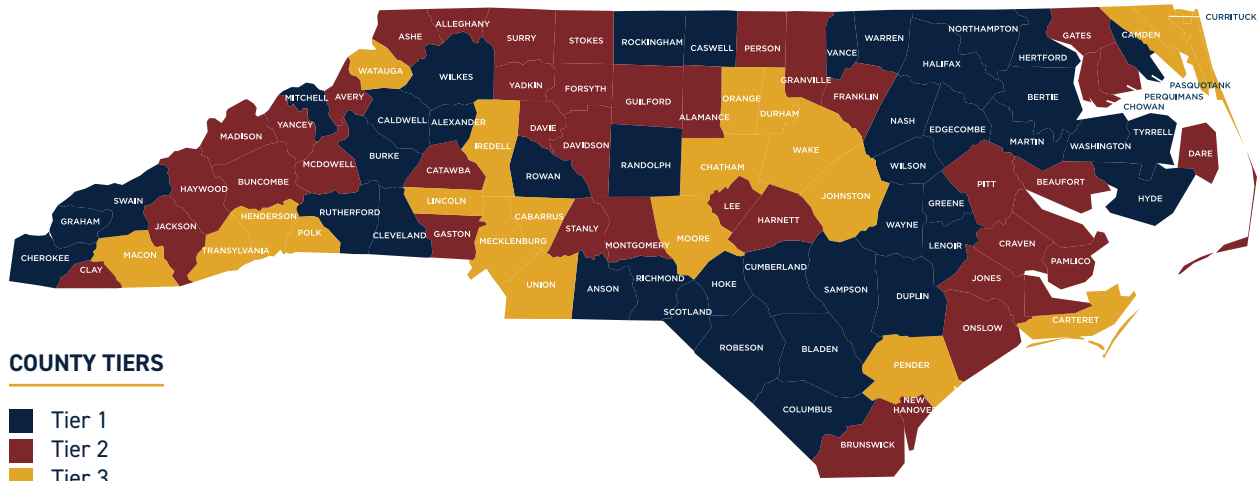 CURRITUCK
ALLEGHANY
ASHE
SURRY
STOKES
ROCKINGHAM
CASWELL
PERSON
VANCE
WARREN
NORTHAMPTON
GATES
CAMDEN
HERTFORD
HALIFAX
WATAUGA
WILKES
YADKIN
FORSYTH
GUILFORD
ALAMANCE
ORANGE
DURHAM
GRANVILLE
FRANKLIN
BERTIE
PASQUOTANK
PERQUIMANS
CHOWAN
MITCHELL
AVERY
YANCEY
CALDWELL
ALEXANDER
IREDELL
DAVIE
DAVIDSON
RANDOLPH
CHATHAM
WAKE
NASH
EDGECOMBE
MARTIN
WASHINGTON
TYRRELL
DARE
MADISON
MCDOWELL
BURKE
CATAWBA
ROWAN
WILSON
PITT
BEAUFORT
HYDE
HAYWOOD
BUNCOMBE
SWAIN
GRAHAM
JACKSON
HENDERSON
RUTHERFORD
LINCOLN
CABARRUS
LEE
JOHNSTON
GREENE
CHEROKEE
CLAY
MACON
TRANSYLVANIA
POLK
CLEVELAND
GASTON
MECKLENBURG
STANLY
MONTGOMERY
MOORE
HARNETT
WAYNE
LENOIR
CRAVEN
PAMLICO
UNION
ANSON
RICHMOND
HOKE
CUMBERLAND
SAMPSON
DUPLIN
JONES
SCOTLAND
ROBESON
BLADEN
ONSLOW
CARTERET
PENDER
COLUMBUS
NEW
HANOVER
BRUNSWICK
COUNTY TIERS
Tier 1
Tier 2
Tier 3